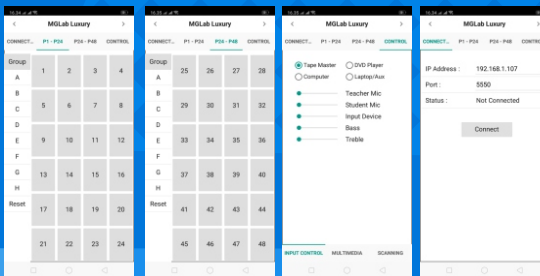 MGLab Luxury
CONNECT... P1 - P24 P24 - P48 CONTROL
Group
A
B
C
D
E
F
G
H
Reset
1 2 3 4
5 6 7 8
9 10 11 12
13 14 15 16
17 18 19 20
21 22 23 24
MGLab Luxury
CONNECT... P1 - P24 P24 - P48 CONTROL
Group
A
B
C
D
E
F
G
H
Reset
25 26 27 28
29 30 31 32
33 34 35 36
37 38 39 40
41 42 43 44
45 46 47 48
MGLab Luxury
CONNECT... P1 - P24 P24 - P48 CONTROL
Tape Master DVD Player
Computer Laptop/Aux
Teacher Mic
Student Mic
Input Device
Bass
Treble
INPUT CONTROL MULTIMEDIA SCANNING
MGLab Luxury
CONNECT... P1 - P24 P24 - P48 CONTR
IP Address : 192.168.1.107
Port : 5550
Status : Not Connected
Connect